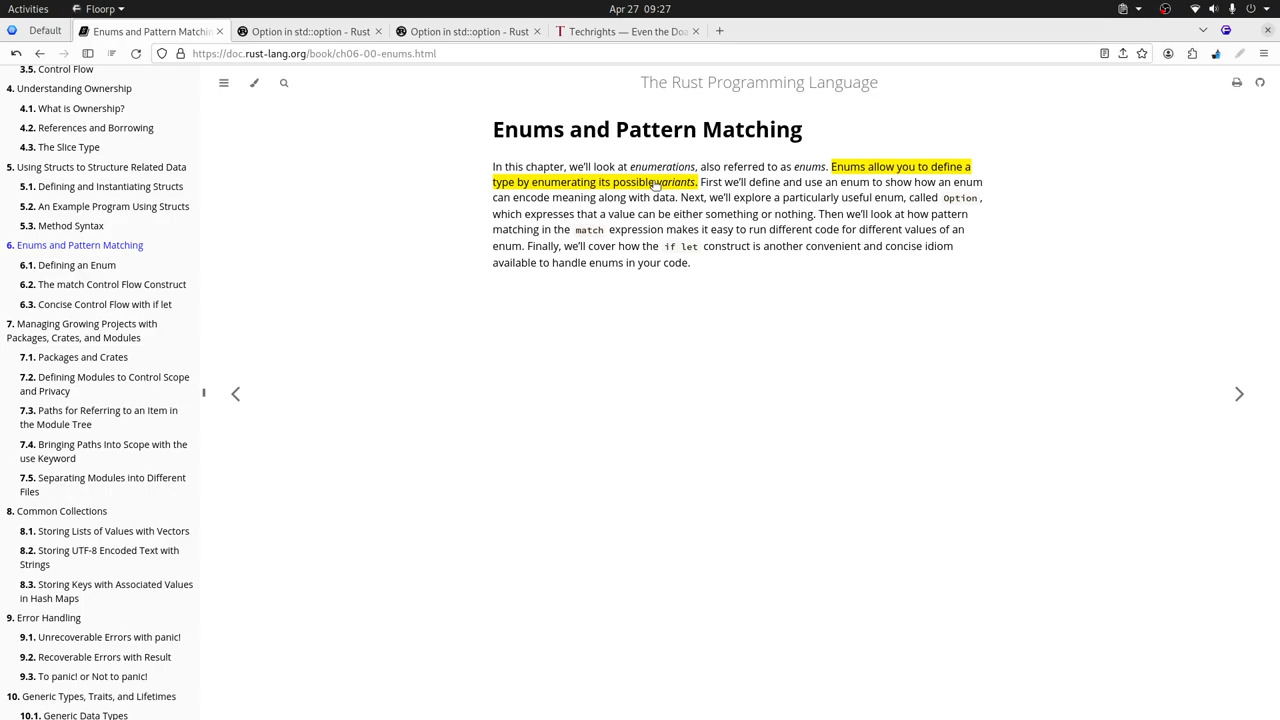 Activities
Floorp
Apr 27 09:27
Default
Enums and Pattern Matchin
Option in std::option - Rust
Option in std::option - Rust
Techrights — Even the Doa
https://doc.rust-lang.org/book/ch06-00-enums.html
3.5. Control Flow
4. Understanding Ownership
4.1. What is Ownership?
4.2. References and Borrowing
4.3. The Slice Type
5. Using Structs to Structure Related Data
5.1. Defining and Instantiating Structs
5.2. An Example Program Using Structs
5.3. Method Syntax
6. Enums and Pattern Matching
6.1. Defining an Enum
6.2. The match Control Flow Construct
6.3. Concise Control Flow with if let
7. Managing Growing Projects with
Packages, Crates, and Modules
7.1. Packages and Crates
7.2. Defining Modules to Control Scope
and Privacy
7.3. Paths for Referring to an Item in
the Module Tree
7.4. Bringing Paths Into Scope with the
use Keyword
7.5. Separating Modules into Different
Files
8. Common Collections
8.1. Storing Lists of Values with Vectors
8.2. Storing UTF-8 Encoded Text with
Strings
8.3. Storing Keys with Associated Values
in Hash Maps
9. Error Handling
9.1. Unrecoverable Errors with panic!
9.2. Recoverable Errors with Result
9.3. To panic! or Not to panic!
10. Generic Types, Traits, and Lifetimes
10.1. Generic Data Types
The Rust Programming Language
Enums and Pattern Matching
In this chapter, we’ll look at enumerations, also referred to as enums. Enums allow you to define a
type by enumerating its possible variants. First we’ll define and use an enum to show how an enum
can encode meaning along with data. Next, we’ll explore a particularly useful enum, called Option,
which expresses that a value can be either something or nothing. Then we’ll look at how pattern
matching in the match expression makes it easy to run different code for different values of an
enum. Finally, we’ll cover how the if let construct is another convenient and concise idiom
available to handle enums in your code.